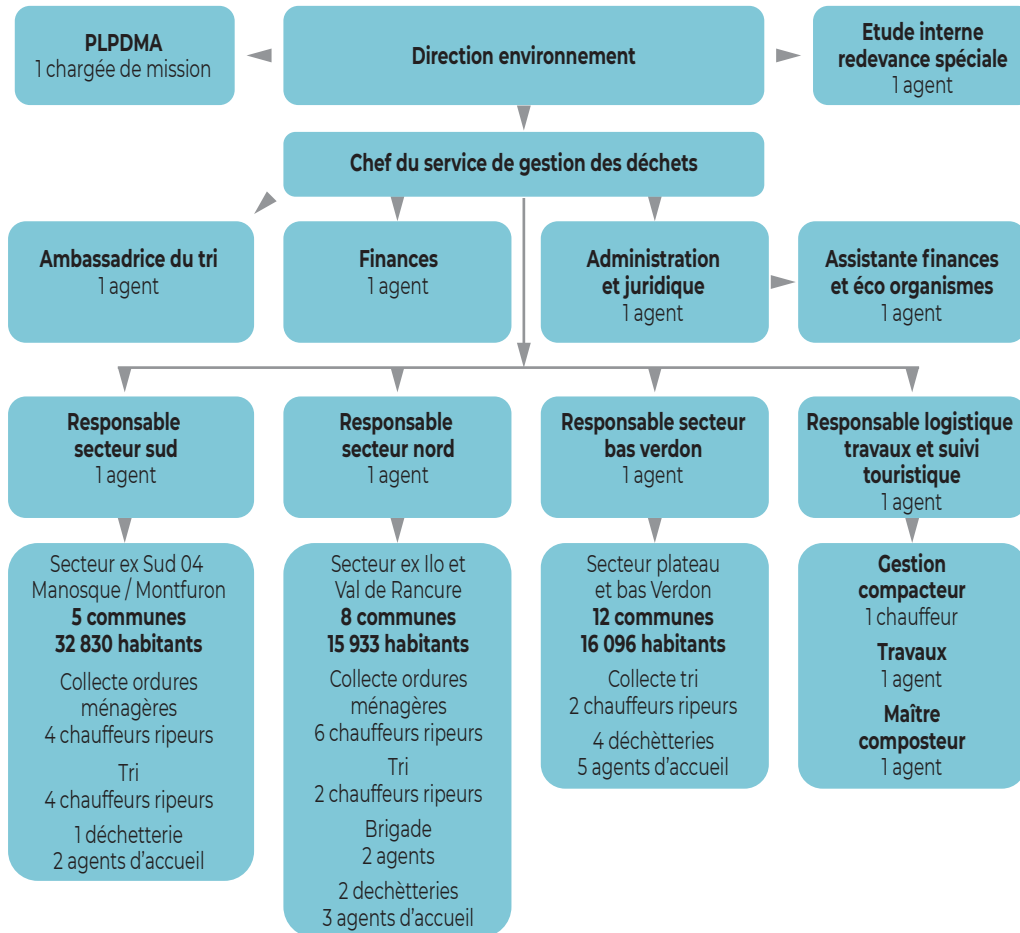 PLPDMA
1 chargée de mission
Direction environnement
Etude interne
redevance spéciale
1 agent
Chef du service de gestion des déchets
Ambassadrice du tri
1 agent
Finances
1 agent
Administration
et juridique
1 agent
Assistante finances
et éco organismes
1 agent
Responsable
secteur sud
1 agent
Responsable
secteur nord
1 agent
Responsable secteur
bas verdon
1 agent
Responsable logistique
travaux et suivi
touristique
1 agent
Secteur ex Sud 04
Manosque / Montfuron
5 communes
32 830 habitants
Collecte ordures
ménagères
4 chauffeurs ripeurs
Tri
4 chauffeurs ripeurs
1 déchetterie
2 agents d'accueil
Secteur ex Ilo et
Val de Rancure
8 communes
15 933 habitants
Collecte ordures
ménagères
6 chauffeurs ripeurs
Tri
2 chauffeurs ripeurs
Brigade
2 agents
2 dechètteries
3 agents d'accueil
Secteur plateau
et bas Verdon
12 communes
16 096 habitants
Collecte tri
2 chauffeurs ripeurs
4 déchètteries
5 agents d'accueil
Gestion
compacteur
1 chauffeur
Travaux
1 agent
Maître
composteur
1 agent